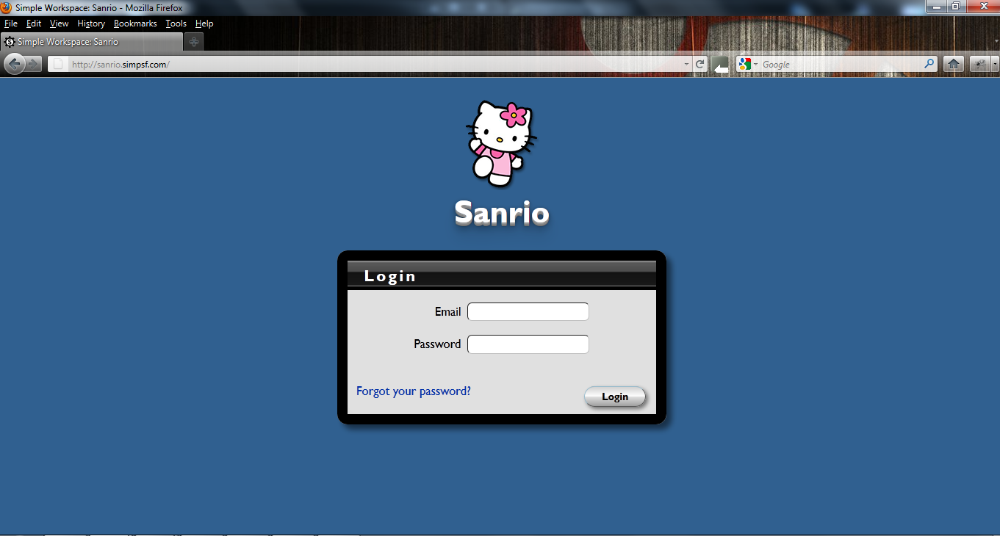 Simple Workspace: Sanrio - Mozilla Firefox
File Edit View History Bookmarks Tools Help
Simple Workspace: Sanrio
http://sanrio.simpsf.com/ Google
Sanrio
Login
Email
Password
Forgot your password? Login